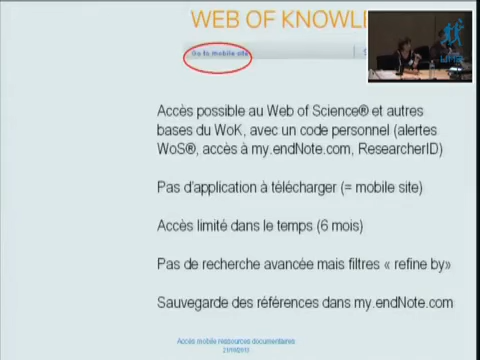 WEB OF KNOWLE
Go to mobile site
Accès possible au Web of Science® et autres
bases du WoK, avec un code personnel (alertes
WoS®, accès à my.endNote.com, ResearcherID)
Pas d'application à télécharger (= mobile site)
Accès limité dans le temps (6 mois)
Pas de recherche avancée mais filtres « refine by»
Sauvegarde des références dans my.endNote.com
Accès mobile ressources documentaires